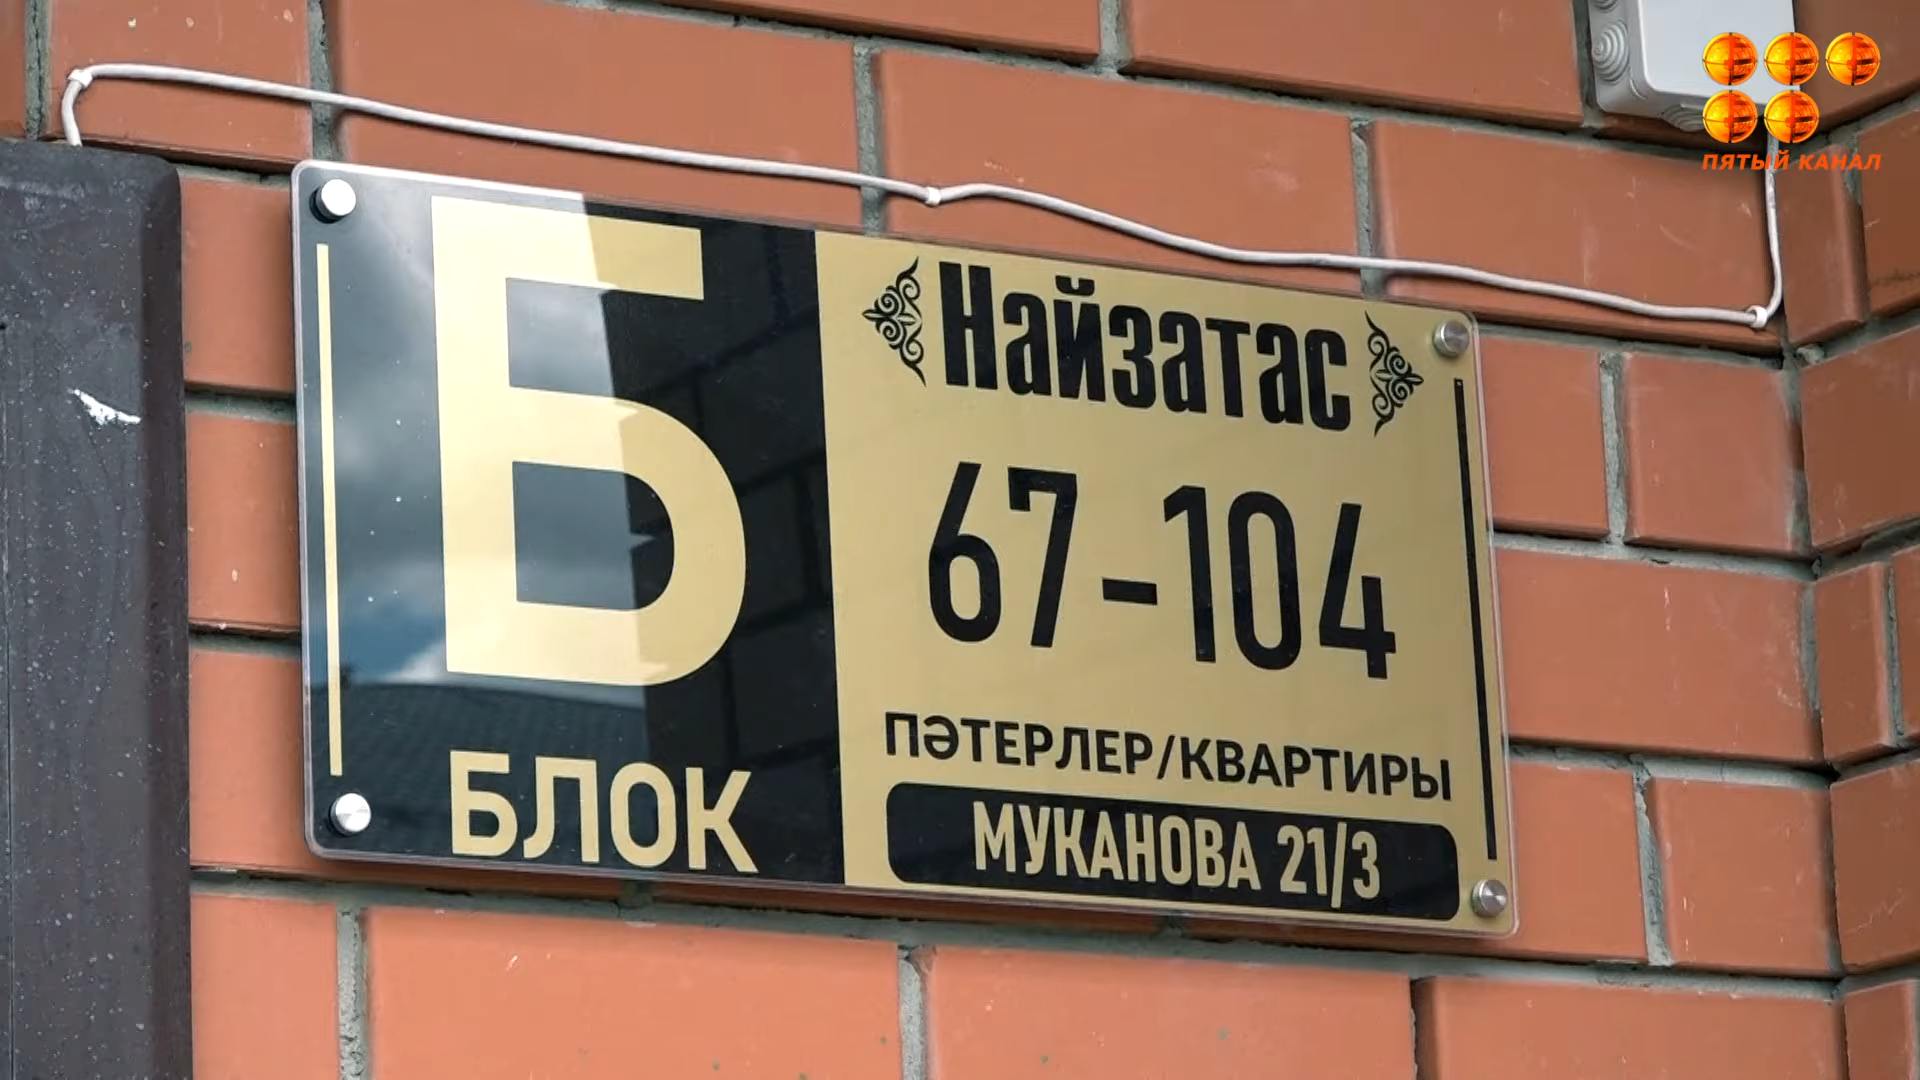 ПЯТЫЙ КАНАЛ
Б
БЛОК
Найзатас
67-104
ПӘТЕРЛЕР/КВАРТИРЫ
МУКАНОВА 21/3